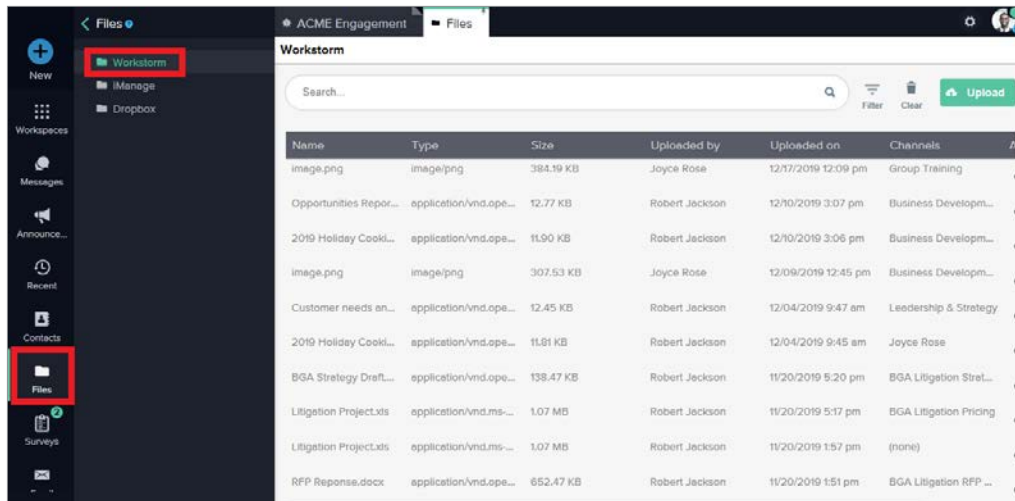 Files
ACME Engagement
Files
New
Workspaces
Messages
Announce...
Recent
Contacts
Files
2
Surveys
Workstorm
iManage
Dropbox
Workstorm
Search...
Filter
Clear
Upload
Name Type Size Uploaded by Uploaded on Channels
image.png image/png 384.19 KB Joyce Rose 12/17/2019 12:09 pm Group Training
Opportunities Repor... application/vnd.ope... 12.77 KB Robert Jackson 12/10/2019 3:07 pm Business Developm...
2019 Holiday Cooki... application/vnd.ope... 11.90 KB Robert Jackson 12/10/2019 3:06 pm Business Developm...
image.png image/png 307.53 KB Joyce Rose 12/09/2019 12:45 pm Business Developm...
Customer needs an... application/vnd.ope... 12.45 KB Robert Jackson 12/04/2019 9:47 am Leadership & Strategy
2019 Holiday Cooki... application/vnd.ope... 11.81 KB Robert Jackson 12/04/2019 9:45 am Joyce Rose
BGA Strategy Draft.... application/vnd.ope... 138.47 KB Robert Jackson 11/20/2019 5:20 pm BGA Litigation Strat...
Litigation Project.xls application/vnd.ms-... 1.07 MB Robert Jackson 11/20/2019 5:17 pm BGA Litigation Pricing
Litigation Project.xls application/vnd.ms-... 1.07 MB Robert Jackson 11/20/2019 1:57 pm (none)
RFP Reponse.docx application/vnd.ope... 652.47 KB Robert Jackson 11/20/2019 1:51 pm BGA Litigation RFP ...